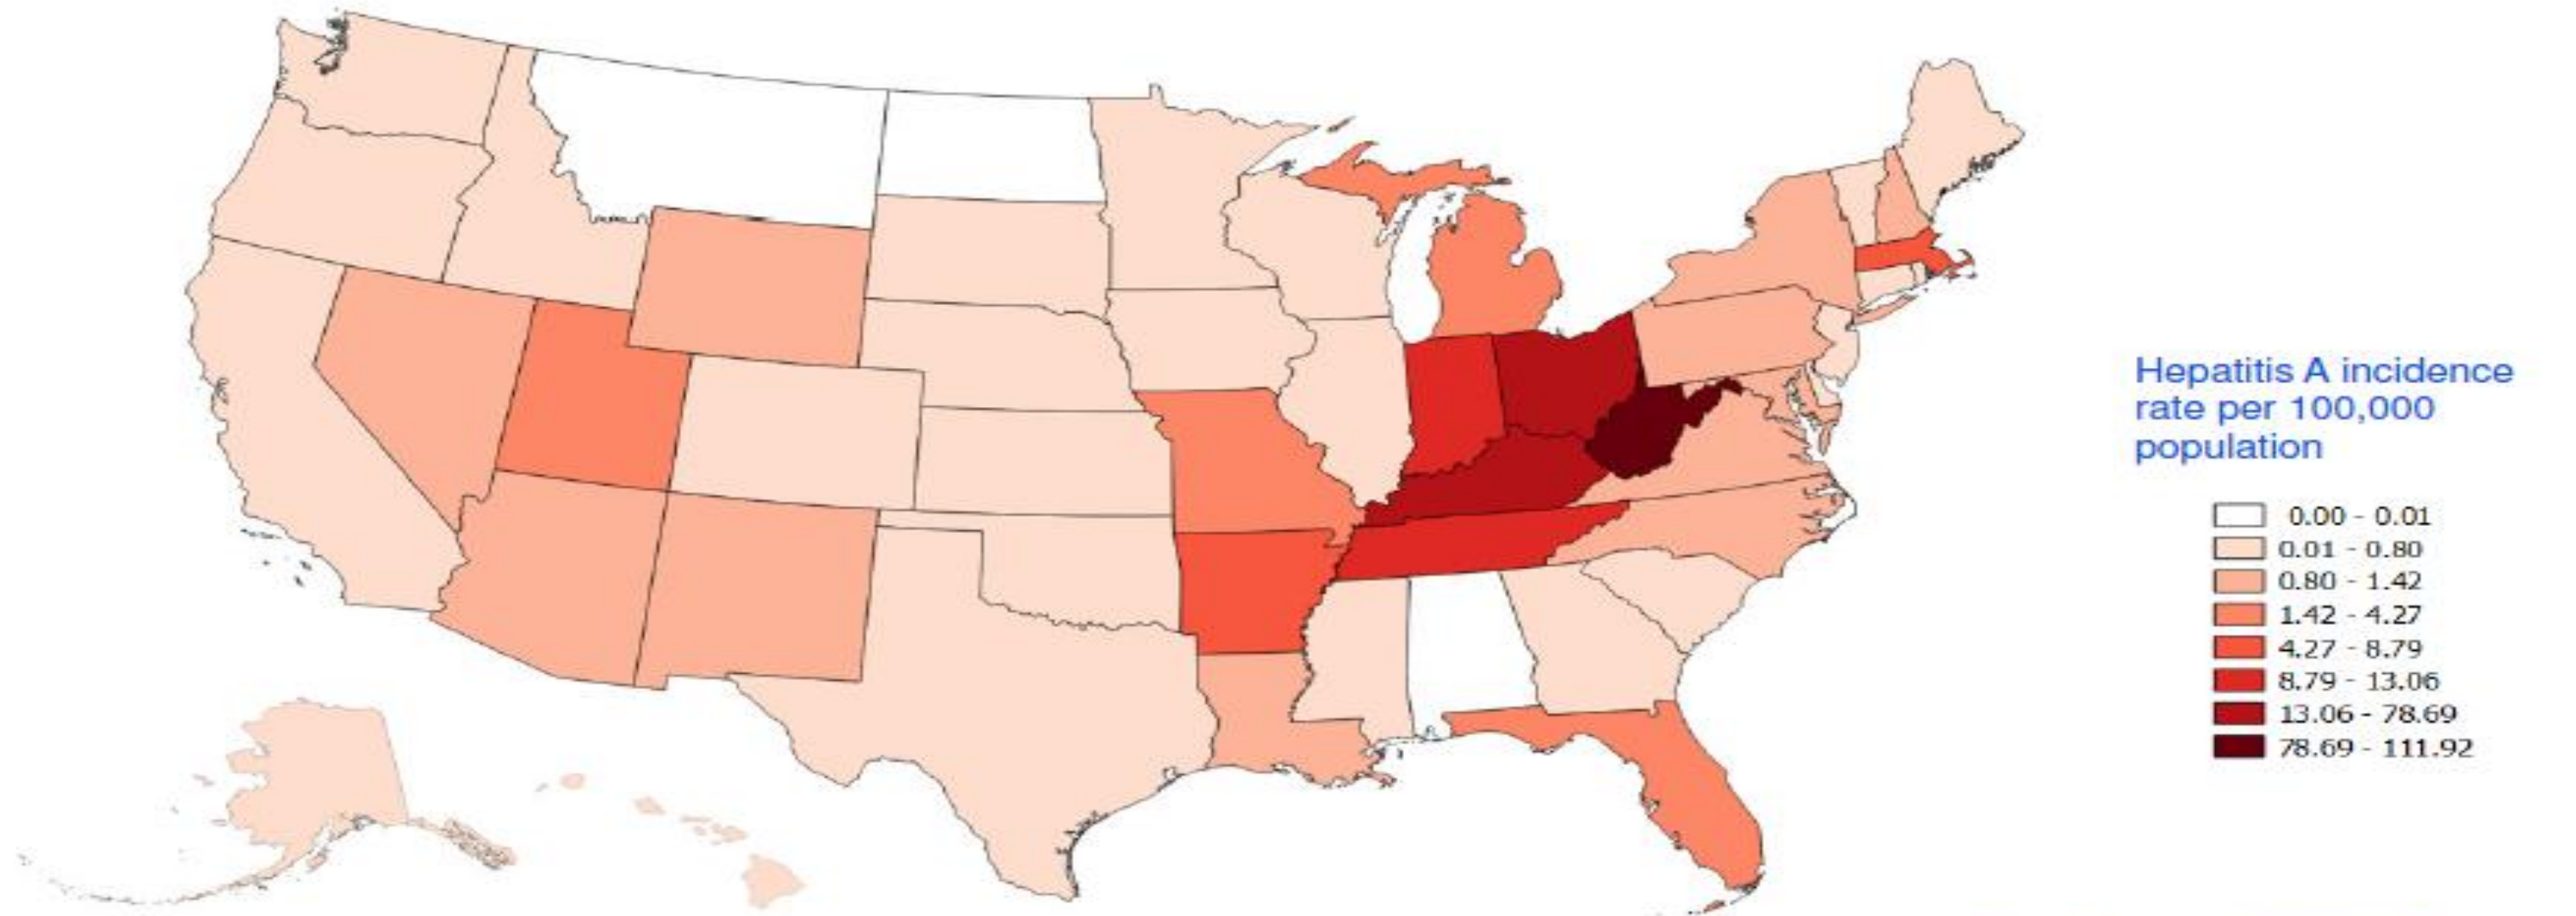 Hepatitis A incidence
rate per 100,000
population
0.00 - 0.01
0.01 - 0.80
0.80 - 1.42
1.42 - 4.27
4.27 - 8.79
8.79 - 13.06
13.06 - 78.69
78.69 - 111.92